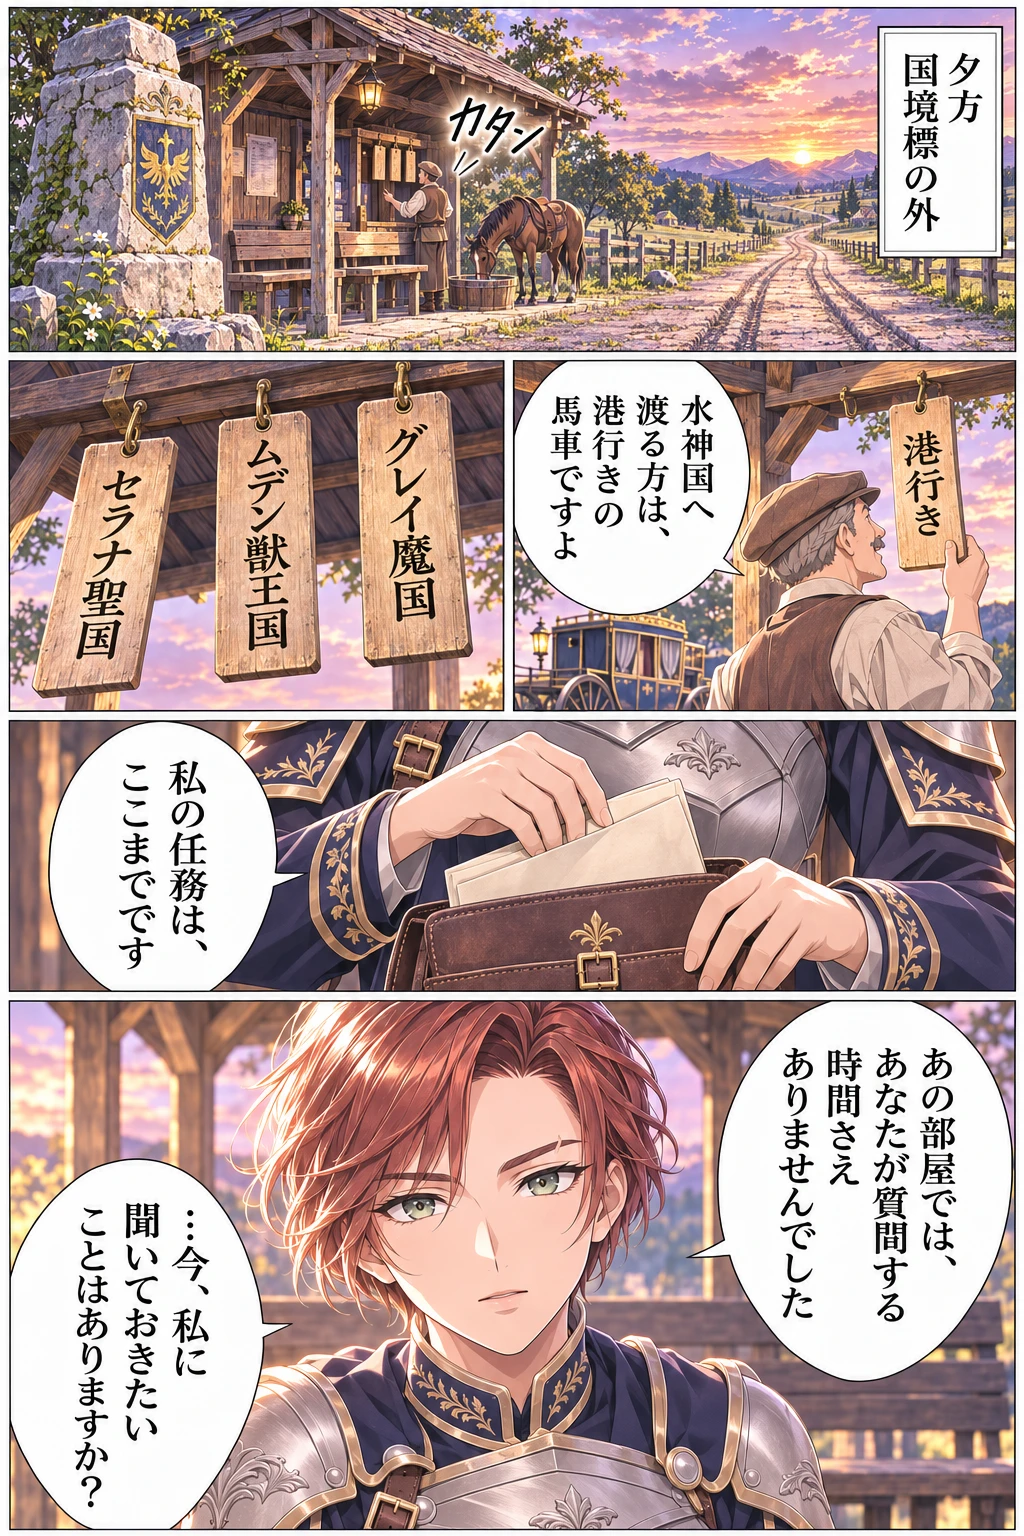 夕方
国境標の外
カタン
グレイ魔国
ムデン獣王国
セラナ聖国
港行き
水神国へ
渡る方は、
港行きの
馬車ですよ
私の任務は、
ここまでです
あの部屋では、
あなたが質問する
時間さえ
ありませんでした
…今、私に
聞いておきたい
ことはありますか？